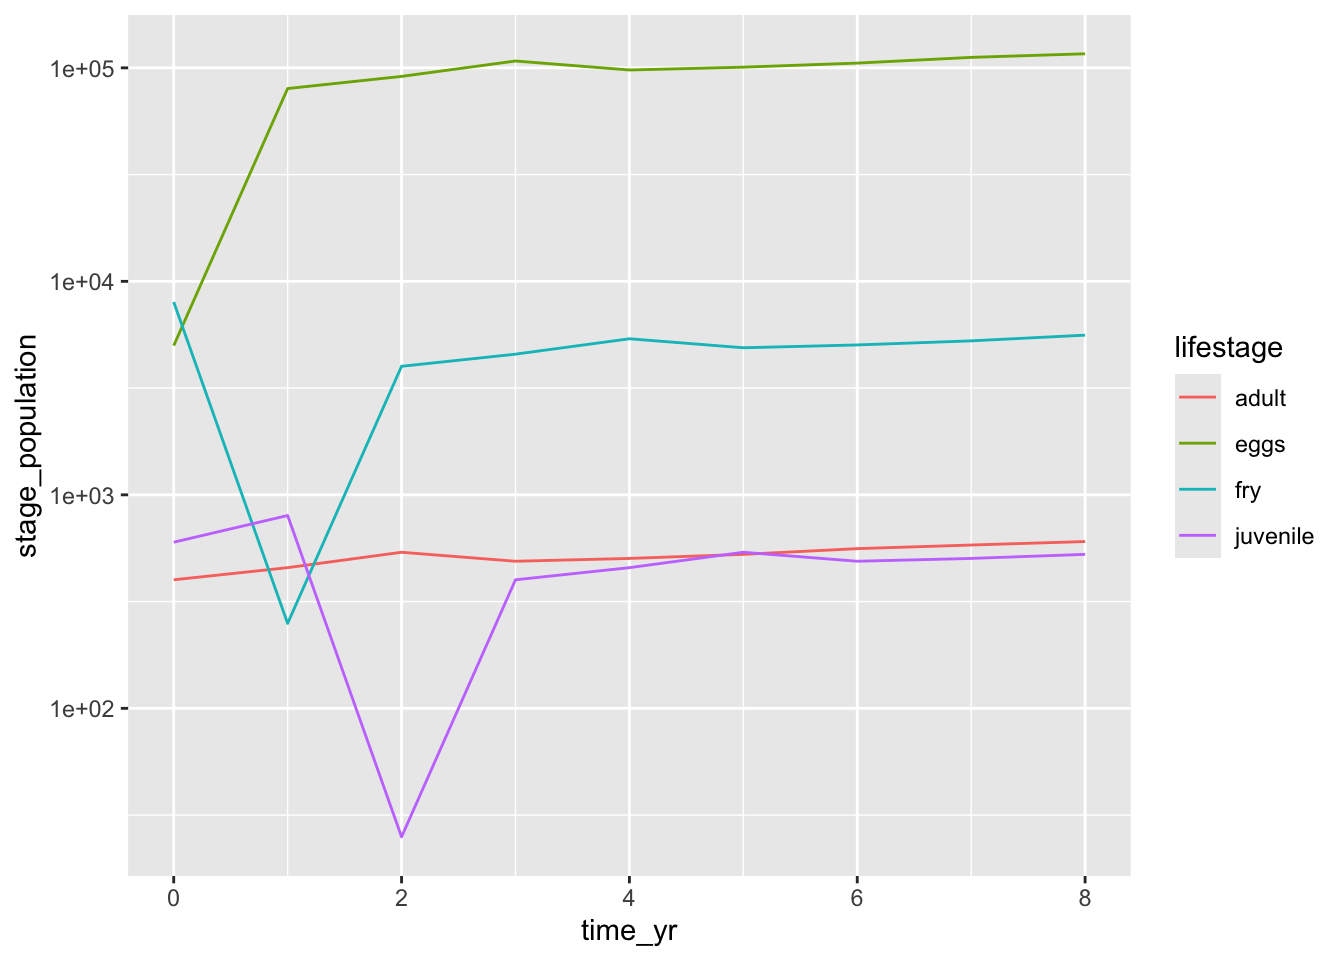 1e+05
1e+04
1e+03
1e+02
stage_population
0 2 4 6 8
time_yr
lifestage
adult
eggs
fry
juvenile